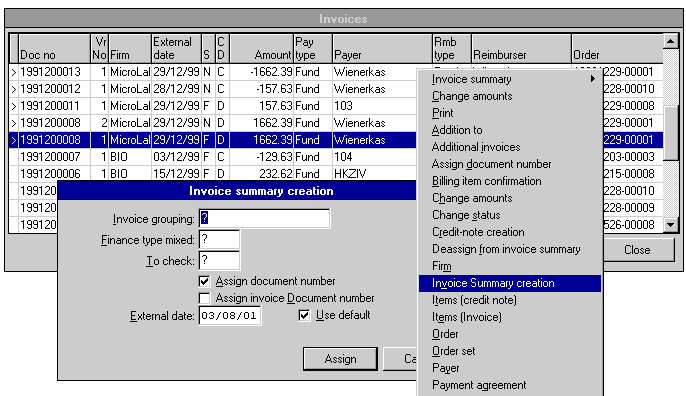 Invoices
Doc no Vr No Firm External date S C D Amount Pay type Payer Rmb type Reimburser Order
> 1991200013 1 MicroLal 29/12/99 N C -1662.39 Fund Wienerkas 229-00001
> 1991200012 1 MicroLal 28/12/99 N C -157.63 Fund Wienerkas 228-00010
> 1991200011 1 MicroLal 29/12/99 F D 157.63 Fund 103 229-00008
> 1991200008 2 MicroLal 29/12/99 N D 1662.39 Fund Wienerkas 229-00001
> 1991200008 1 MicroLal 29/12/99 F D 1662.39 Fund Wienerkas 229-00001
1991200007 1 BIO 03/12/99 F C -129.63 Fund 104 203-00003
1991200006 1 BIO 15/12/99 F D 232.62 Fund HKZIV 215-00008
199120 228-00010
199120 228-00009
199120 526-00008
Close
Invoice summary creation
Invoice grouping: ?
Finance type mixed: ?
To check: ?
Assign document number
Assign invoice Document number
External date: 03/08/01 Use default
Assign Ca
Invoice summary
Change amounts
Print
Addition to
Additional invoices
Assign document number
Billing item confirmation
Change amounts
Change status
Credit-note creation
Deassign from invoice summary
Firm
Invoice Summary creation
Items (credit note)
Items (Invoice)
Order
Order set
Payer
Payment agreement